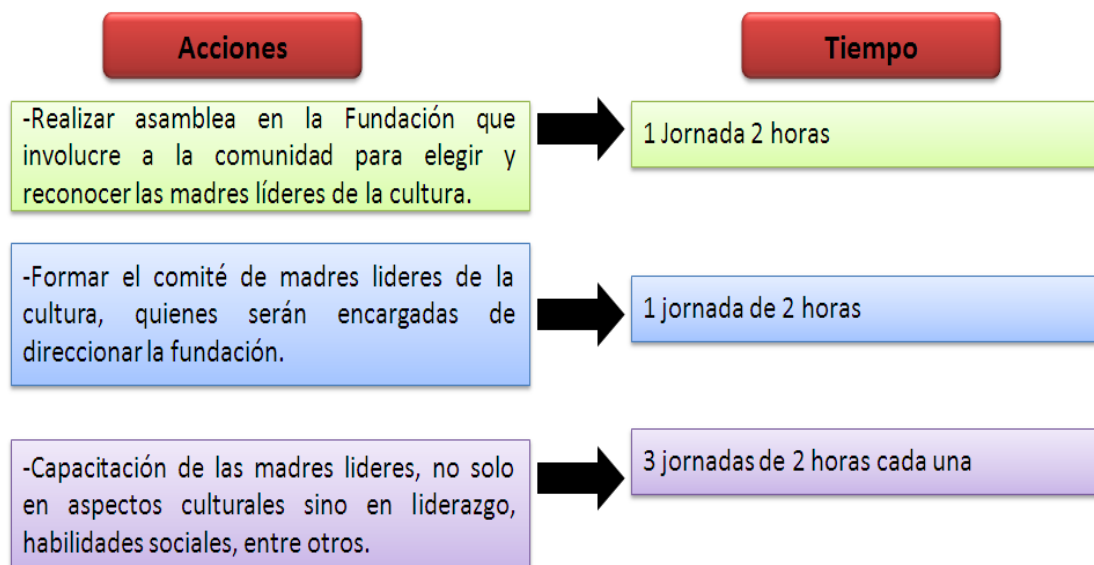 Acciones
Tiempo
-Realizar asamblea en la Fundación que
involucre a la comunidad para elegir y
reconocer las madres líderes de la cultura.
1 Jornada 2 horas
-Formar el comité de madres lideres de la
cultura, quienes serán encargadas de
direccionar la fundación.
1 jornada de 2 horas
-Capacitación de las madres lideres, no solo
en aspectos culturales sino en liderazgo,
habilidades sociales, entre otros.
3 jornadas de 2 horas cada una